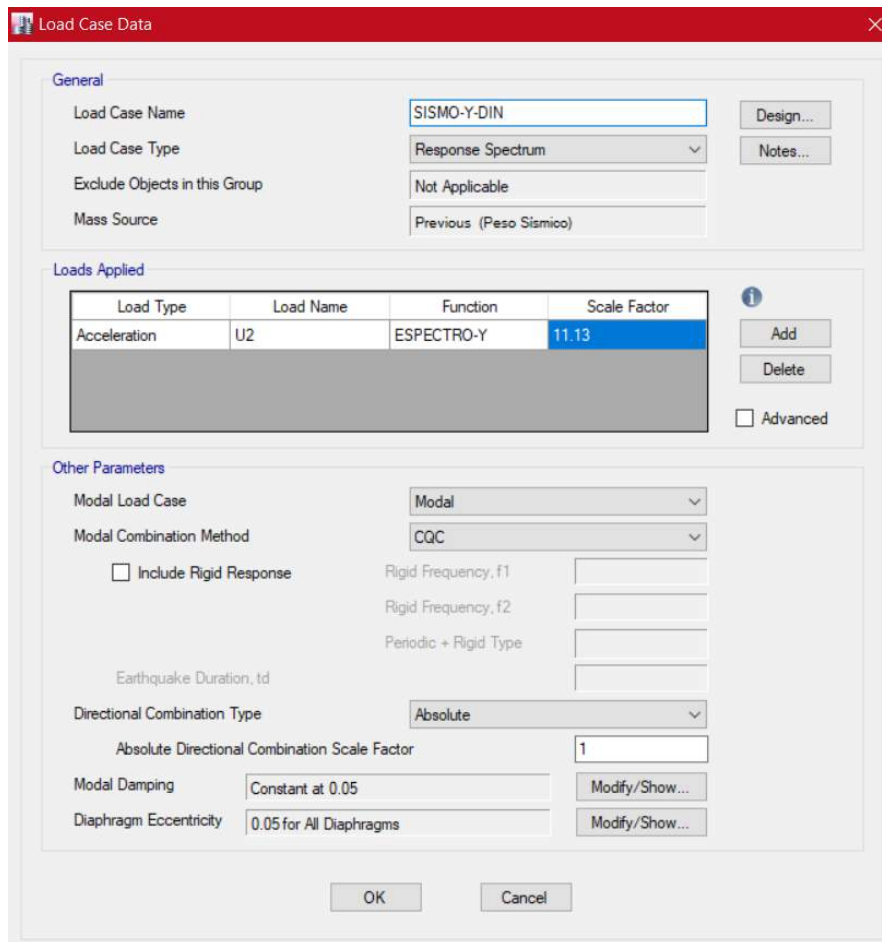 Load Case Data
General
Load Case Name SISMO-Y-DIN Design...
Load Case Type Response Spectrum Notes...
Exclude Objects in this Group Not Applicable
Mass Source Previous (Peso Sísmico)
Loads Applied
Load Type Load Name Function Scale Factor
Acceleration U2 ESPECTRO-Y 11.13 Add
Delete
Advanced
Other Parameters
Modal Load Case Modal
Modal Combination Method CQC
Include Rigid Response Rigid Frequency, f1
Rigid Frequency, f2
Periodic + Rigid Type
Earthquake Duration, td
Directional Combination Type Absolute
Absolute Directional Combination Scale Factor 1
Modal Damping Constant at 0.05 Modify/Show...
Diaphragm Eccentricity 0.05 for All Diaphragms Modify/Show...
OK Cancel